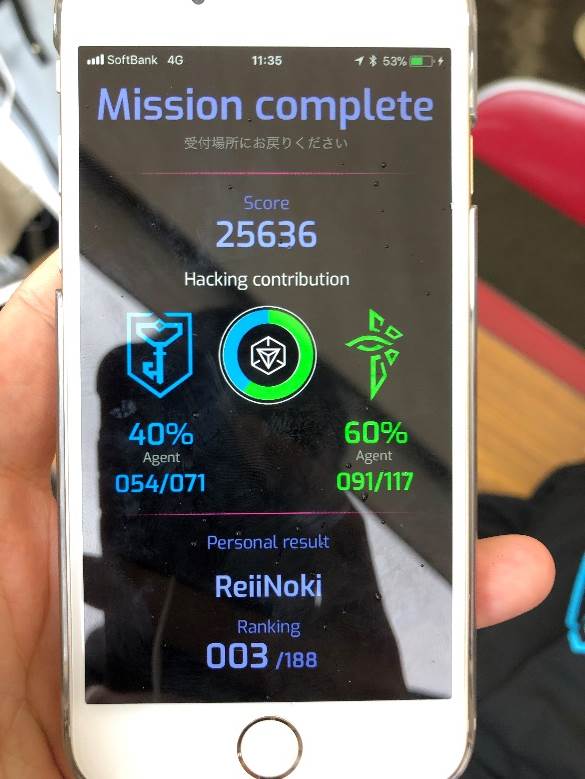 SoftBank 4G 11:35 53%
Mission complete
受付場所にお戻りください
Score
25636
Hacking contribution
40% 60%
Agent Agent
054/071 091/117
Personal result
ReiiNoki
Ranking
003 /188